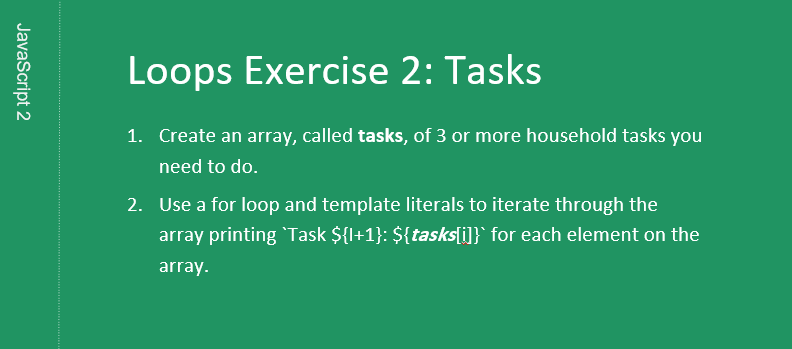 JavaScript 2
Loops Exercise 2: Tasks
1. Create an array, called tasks, of 3 or more household tasks you
need to do.
2. Use a for loop and template literals to iterate through the
array printing `Task ${I+1}: ${tasks[i]}` for each element on the
array.